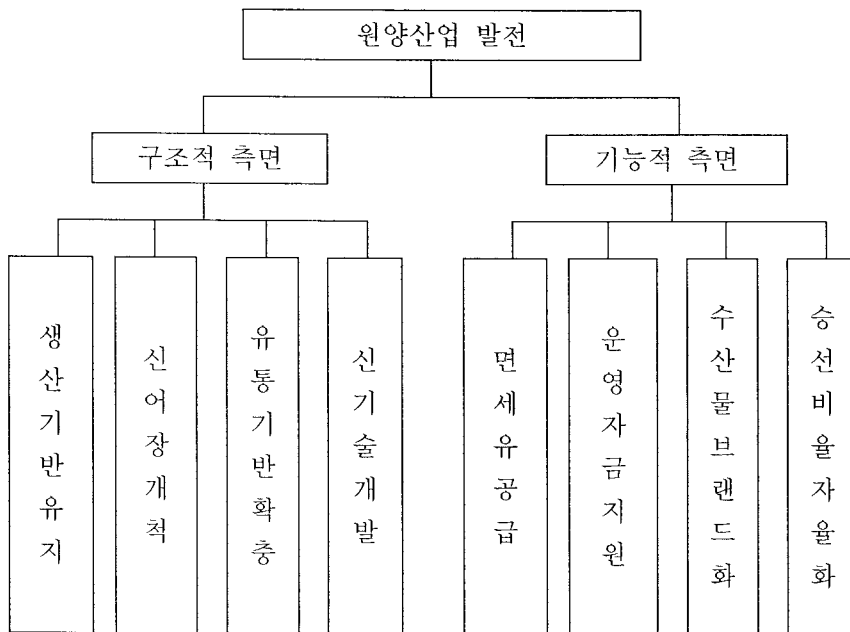 원양산업 발전
구조적 측면
기능적 측면
생산기반유지
신어장개척
유통기반확충
신기술개발
면세유공급
운영자금지원
수산물브랜드화
승선비율자율화